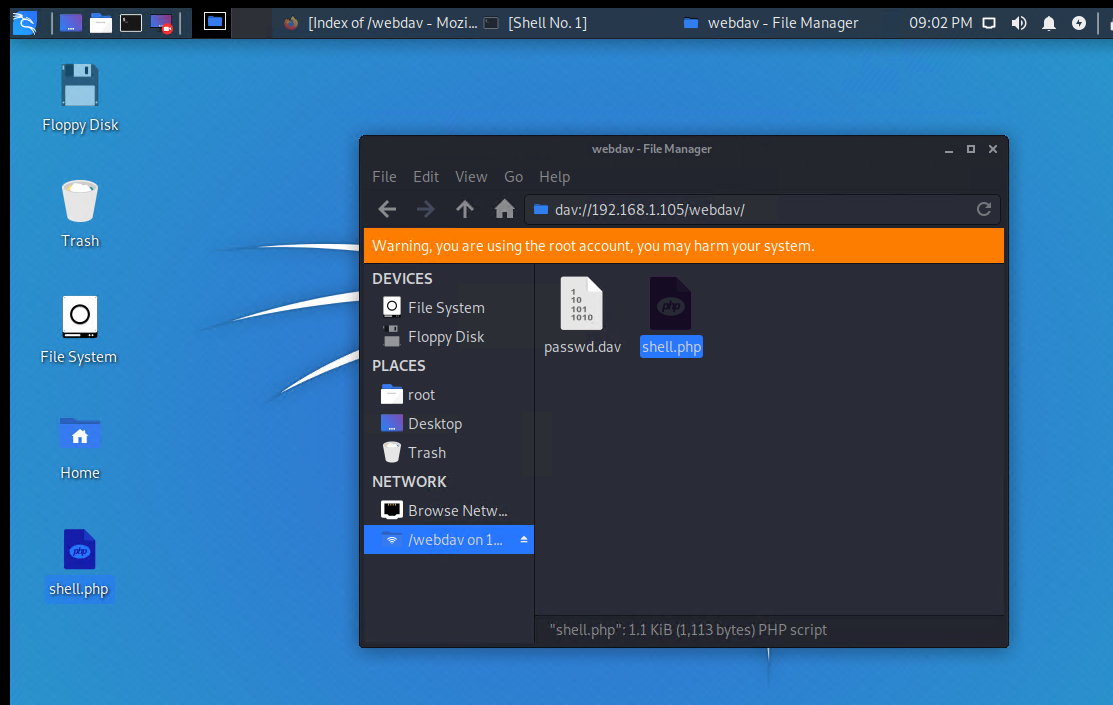 [Index of /webdav - Mozi...
[Shell No. 1]
webdav - File Manager
09:02 PM
Floppy Disk
Trash
File System
Home
shell.php
webdav - File Manager
File Edit View Go Help
dav://192.168.1.105/webdav/
Warning, you are using the root account, you may harm your system.
DEVICES
File System
Floppy Disk
PLACES
root
Desktop
Trash
NETWORK
Browse Netw...
/webdav on 1...
1
10
101
1010
passwd.dav
php
shell.php
"shell.php": 1.1 KiB (1,113 bytes) PHP script
php